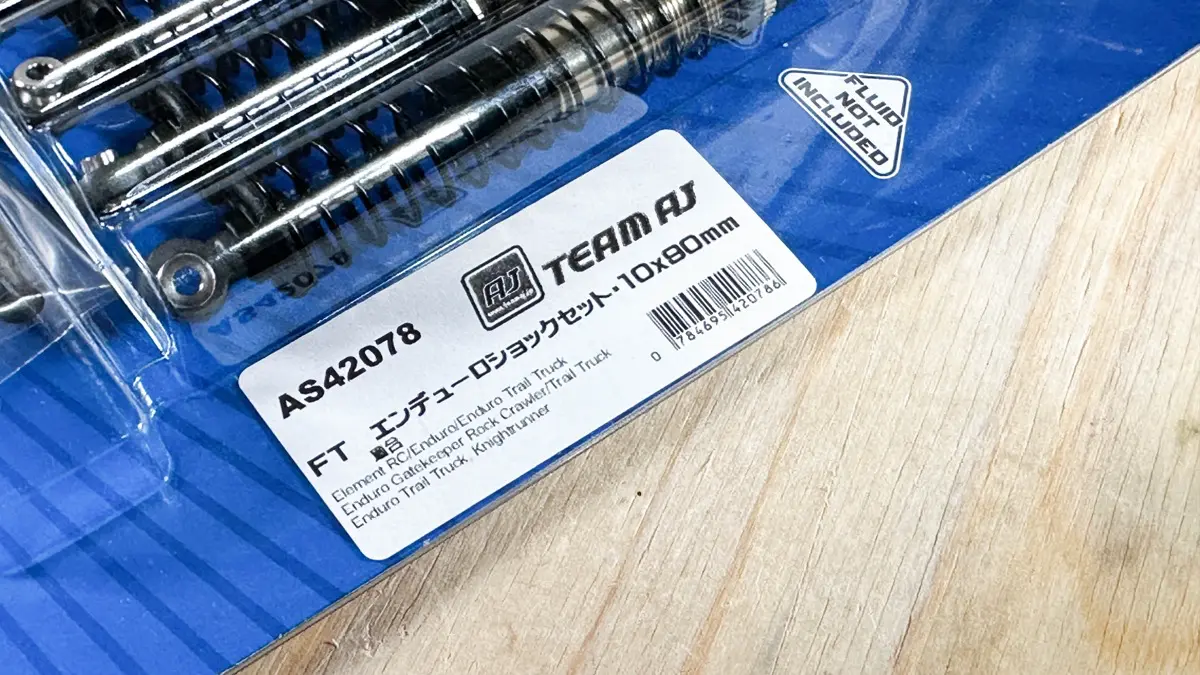 FLUID
NOT
INCLUDED
AJ
TEAM AJ
AS42078
FT エンデューロショックセット・10x80mm
適合
Element RC/Enduro/Enduro Trail Truck
Enduro Gatekeeper Rock Crawler/Trail Truck
Enduro Trail Truck, Knightrunner
0 784695 420786